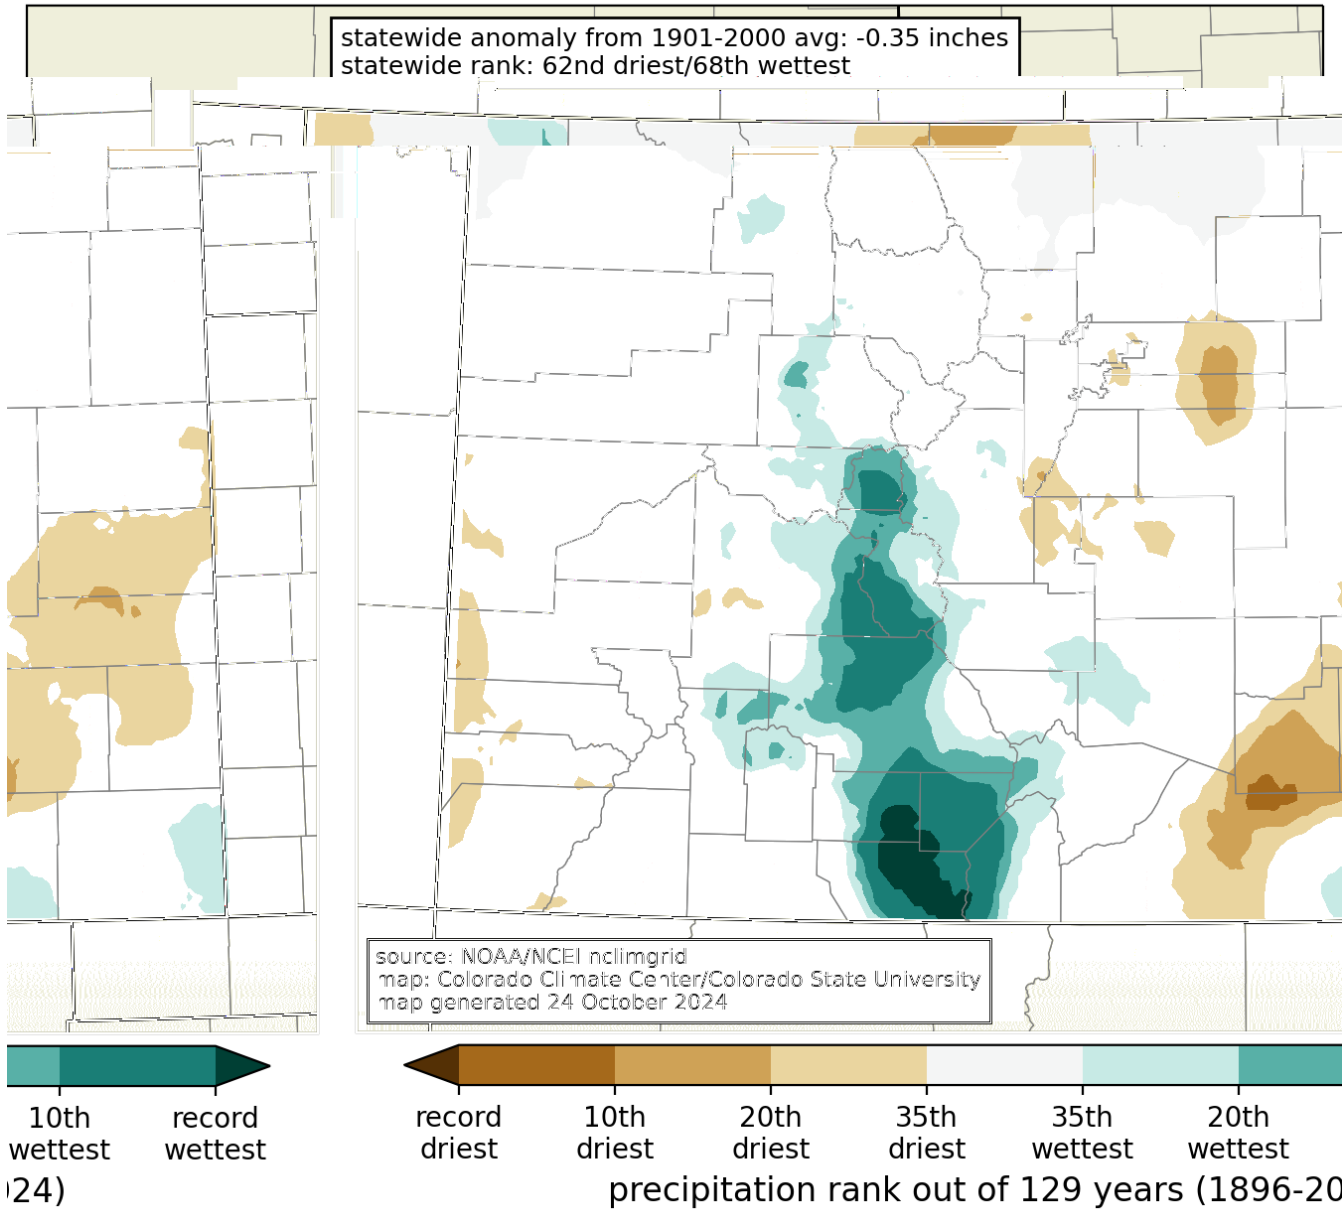 statewide anomaly from 1901-2000 avg: -0.35 inches
statewide rank: 62nd driest/68th wettest
source: NOAA/NCEI nclimgrid
map: Colorado Climate Center/Colorado State University
map generated 24 October 2024
10th wettest
record wettest
record driest
10th driest
20th driest
35th driest
35th wettest
20th wettest
24)
precipitation rank out of 129 years (1896-20